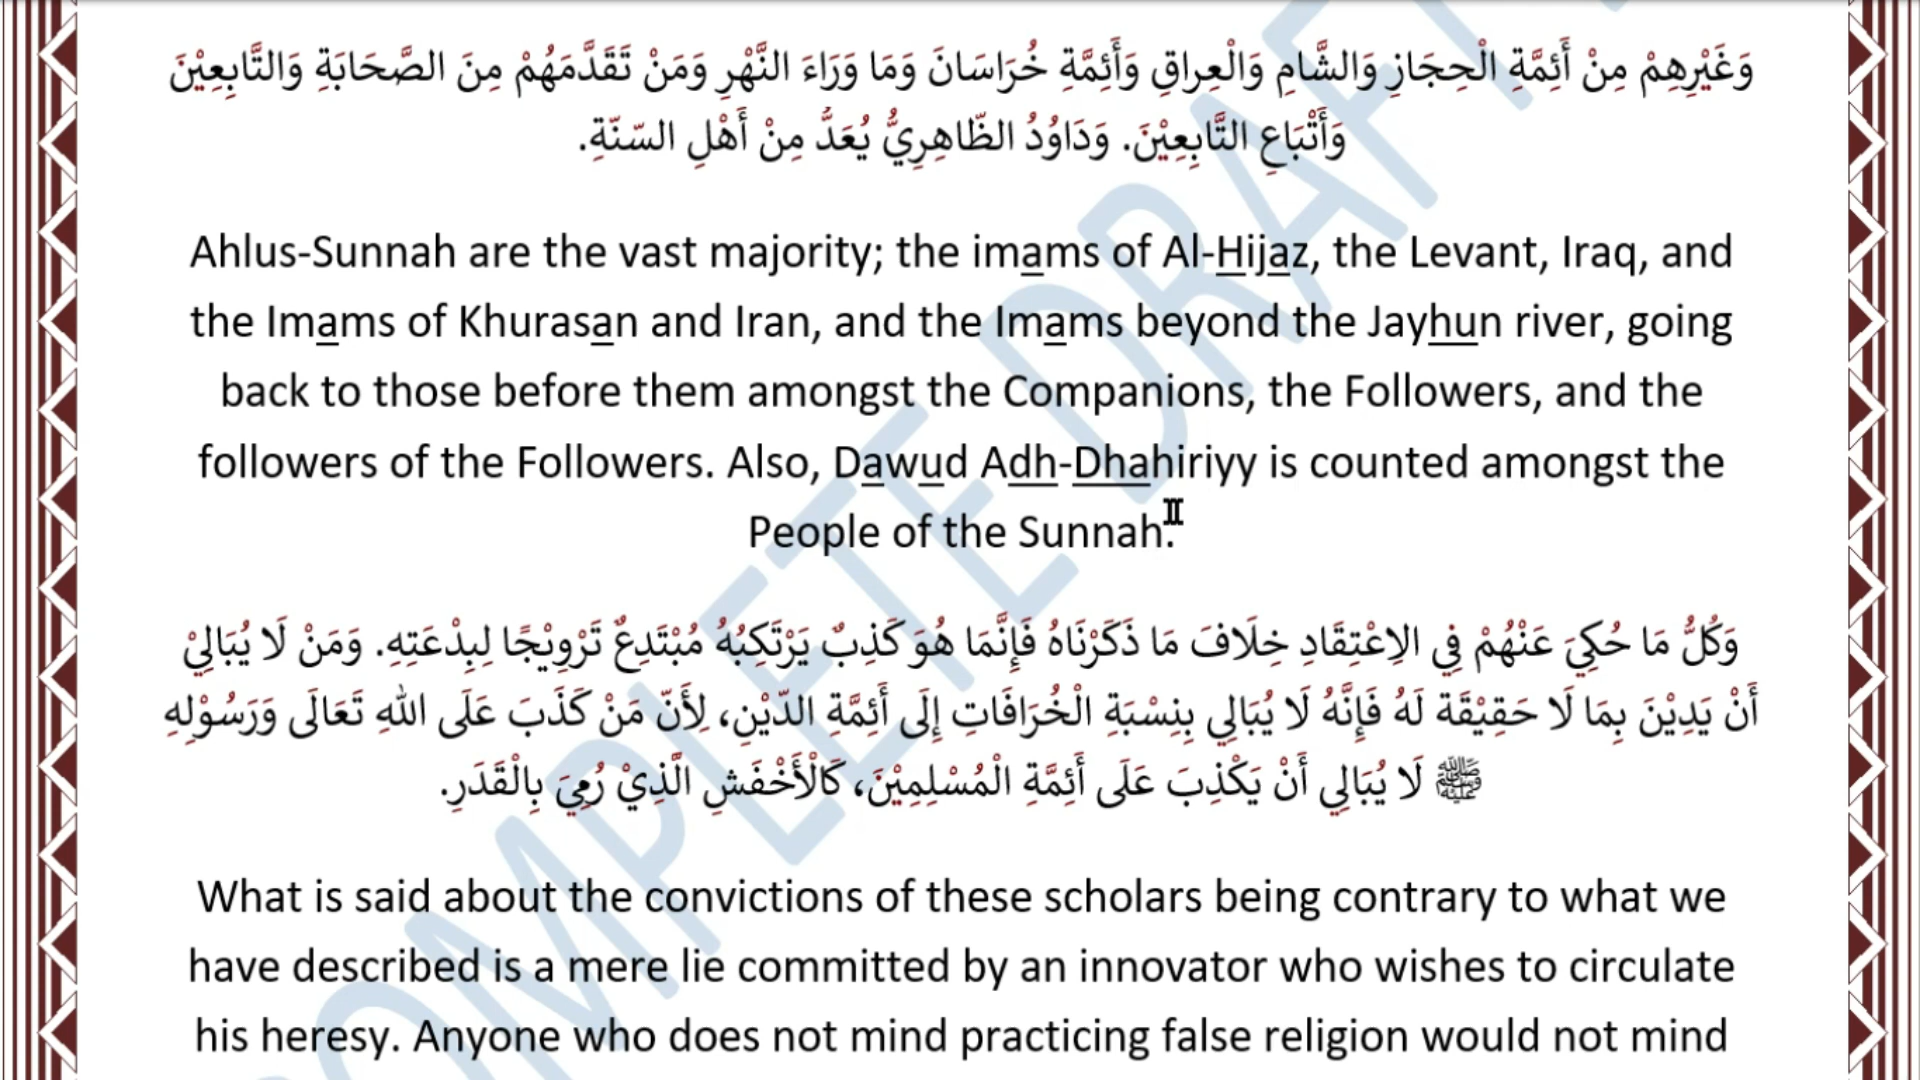 وَغَيْرِهِمْ مِنْ أَئِمَّةِ الْحِجَازِ وَالشَّامِ وَالْعِراقِ وَأَئِمَّةِ خُرَاسَانَ وَمَا وَرَاءَ النَّهْرِ وَمَنْ تَقَدَّمَهُمْ مِنَ الصَّحَابَةِ وَالتَّابِعِيْنَ
وَأَتْبَاعِ التَّابِعِيْنَ. وَدَاوُدُ الظَّاهِرِيُّ يُعَدُّ مِنْ أَهْلِ السّنّةِ.
Ahlus-Sunnah are the vast majority; the imams of Al-Hijaz, the Levant, Iraq, and
the Imams of Khurasan and Iran, and the Imams beyond the Jayhun river, going
back to those before them amongst the Companions, the Followers, and the
followers of the Followers. Also, Dawud Adh-Dhahiriyy is counted amongst the
People of the Sunnah.
وَكُلُّ مَا حُكِيَ عَنْهُمْ فِي الِاعْتِقَادِ خِلَافَ مَا ذَكَرْنَاهُ فَإِنَّمَا هُوَ كَذِبٌ يَرْتَكِبُهُ مُبْتَدِعٌ تَرْوِيْجًا لِبِدْعَتِهِ. وَمَنْ لَا يُبَالِيْ
أَنْ يَدِيْنَ بِمَا لَا حَقِيْقَةَ لَهُ فَإِنَّهُ لَا يُبَالِي بِنِسْبَةِ الْخُرَافَاتِ إِلَى أَئِمَّةِ الدّيْنِ، لِأَنّ مَنْ كَذَبَ عَلَى اللهِ تَعَالَى وَرَسُوْلِهِ
ﷺ لَا يُبَالِي أَنْ يَكْذِبَ عَلَى أَئِمَّةِ الْمُسْلِمِيْنَ، كَالْأَخْفَشِ الَّذِيْ رُمِيَ بِالْقَدَرِ.
What is said about the convictions of these scholars being contrary to what we
have described is a mere lie committed by an innovator who wishes to circulate
his heresy. Anyone who does not mind practicing false religion would not mind
OMPLETE DRAFT